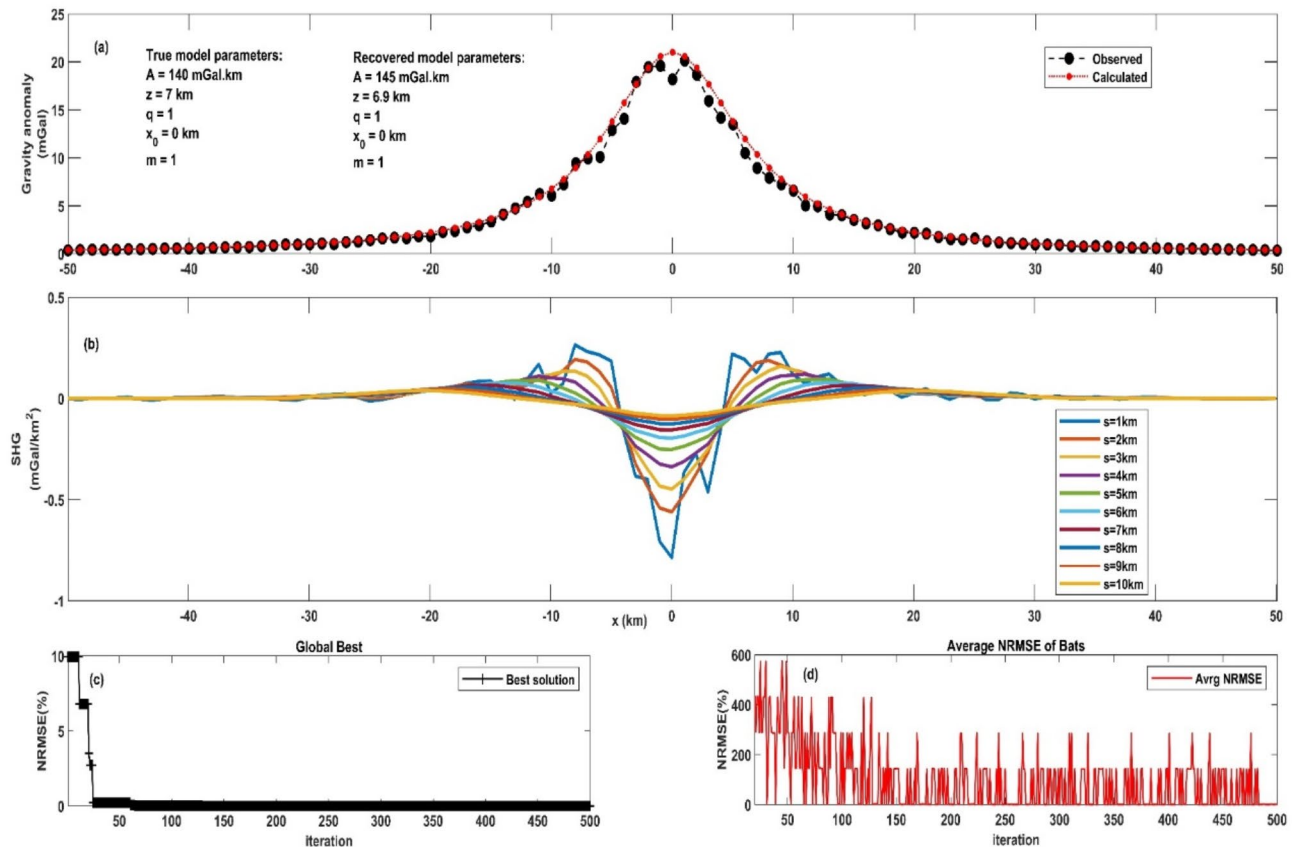 (a)
True model parameters:
A = 140 mGal.km
z = 7 km
q = 1
x0 = 0 km
m = 1
Recovered model parameters:
A = 145 mGal.km
z = 6.9 km
q = 1
x0 = 0 km
m = 1
Observed
Calculated
Gravity anomaly
(mGal)
25
20
15
10
5
0
-50 -40 -30 -20 -10 0 10 20 30 40 50
(b)
SHG
(mGal/km2)
0.5
0
-0.5
-1
s=1km
s=2km
s=3km
s=4km
s=5km
s=6km
s=7km
s=8km
s=9km
s=10km
-40 -30 -20 -10 0 10 20 30 40 50
x (km)
Global Best
(c)
Best solution
NRMSE(%)
10
5
0
50 100 150 200 250 300 350 400 450 500
iteration
Average NRMSE of Bats
(d)
Avrg NRMSE
NRMSE(%)
600
400
200
0
50 100 150 200 250 300 350 400 450 500
iteration